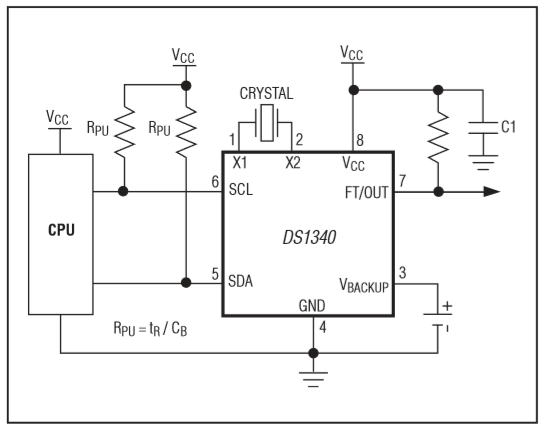 VCC
VCC
CRYSTAL
VCC
RPU
RPU
C1
1
2
8
X1
X2
VCC
6
SCL
7
FT/OUT
CPU
DS1340
5
SDA
3
VBACKUP
+
-
GND
4
RPU = tR / CB